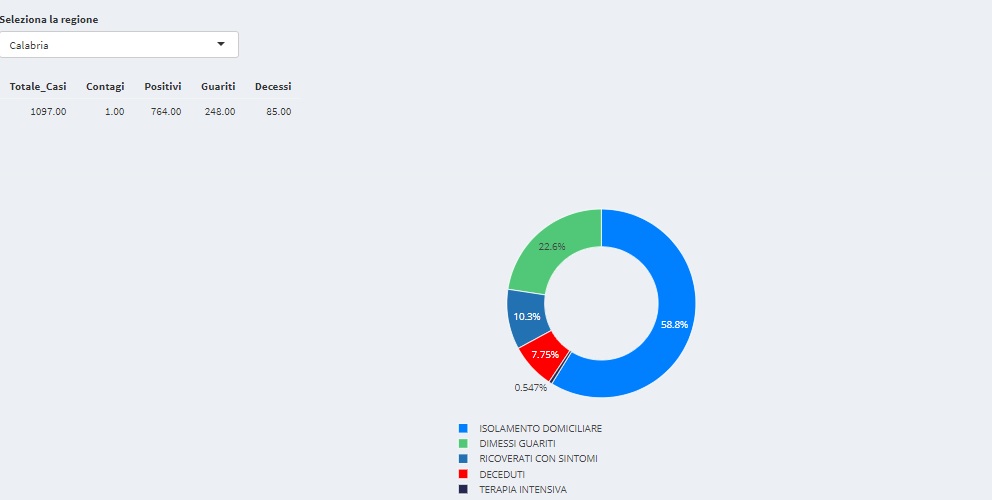 Seleziona la regione
Calabria
Totale_Casi Contagi Positivi Guariti Decessi
1097.00 1.00 764.00 248.00 85.00
22.6%
10.3%
58.8%
7.75%
0.547%
ISOLAMENTO DOMICILIARE
DIMESSI GUARITI
RICOVERATI CON SINTOMI
DECEDUTI
TERAPIA INTENSIVA